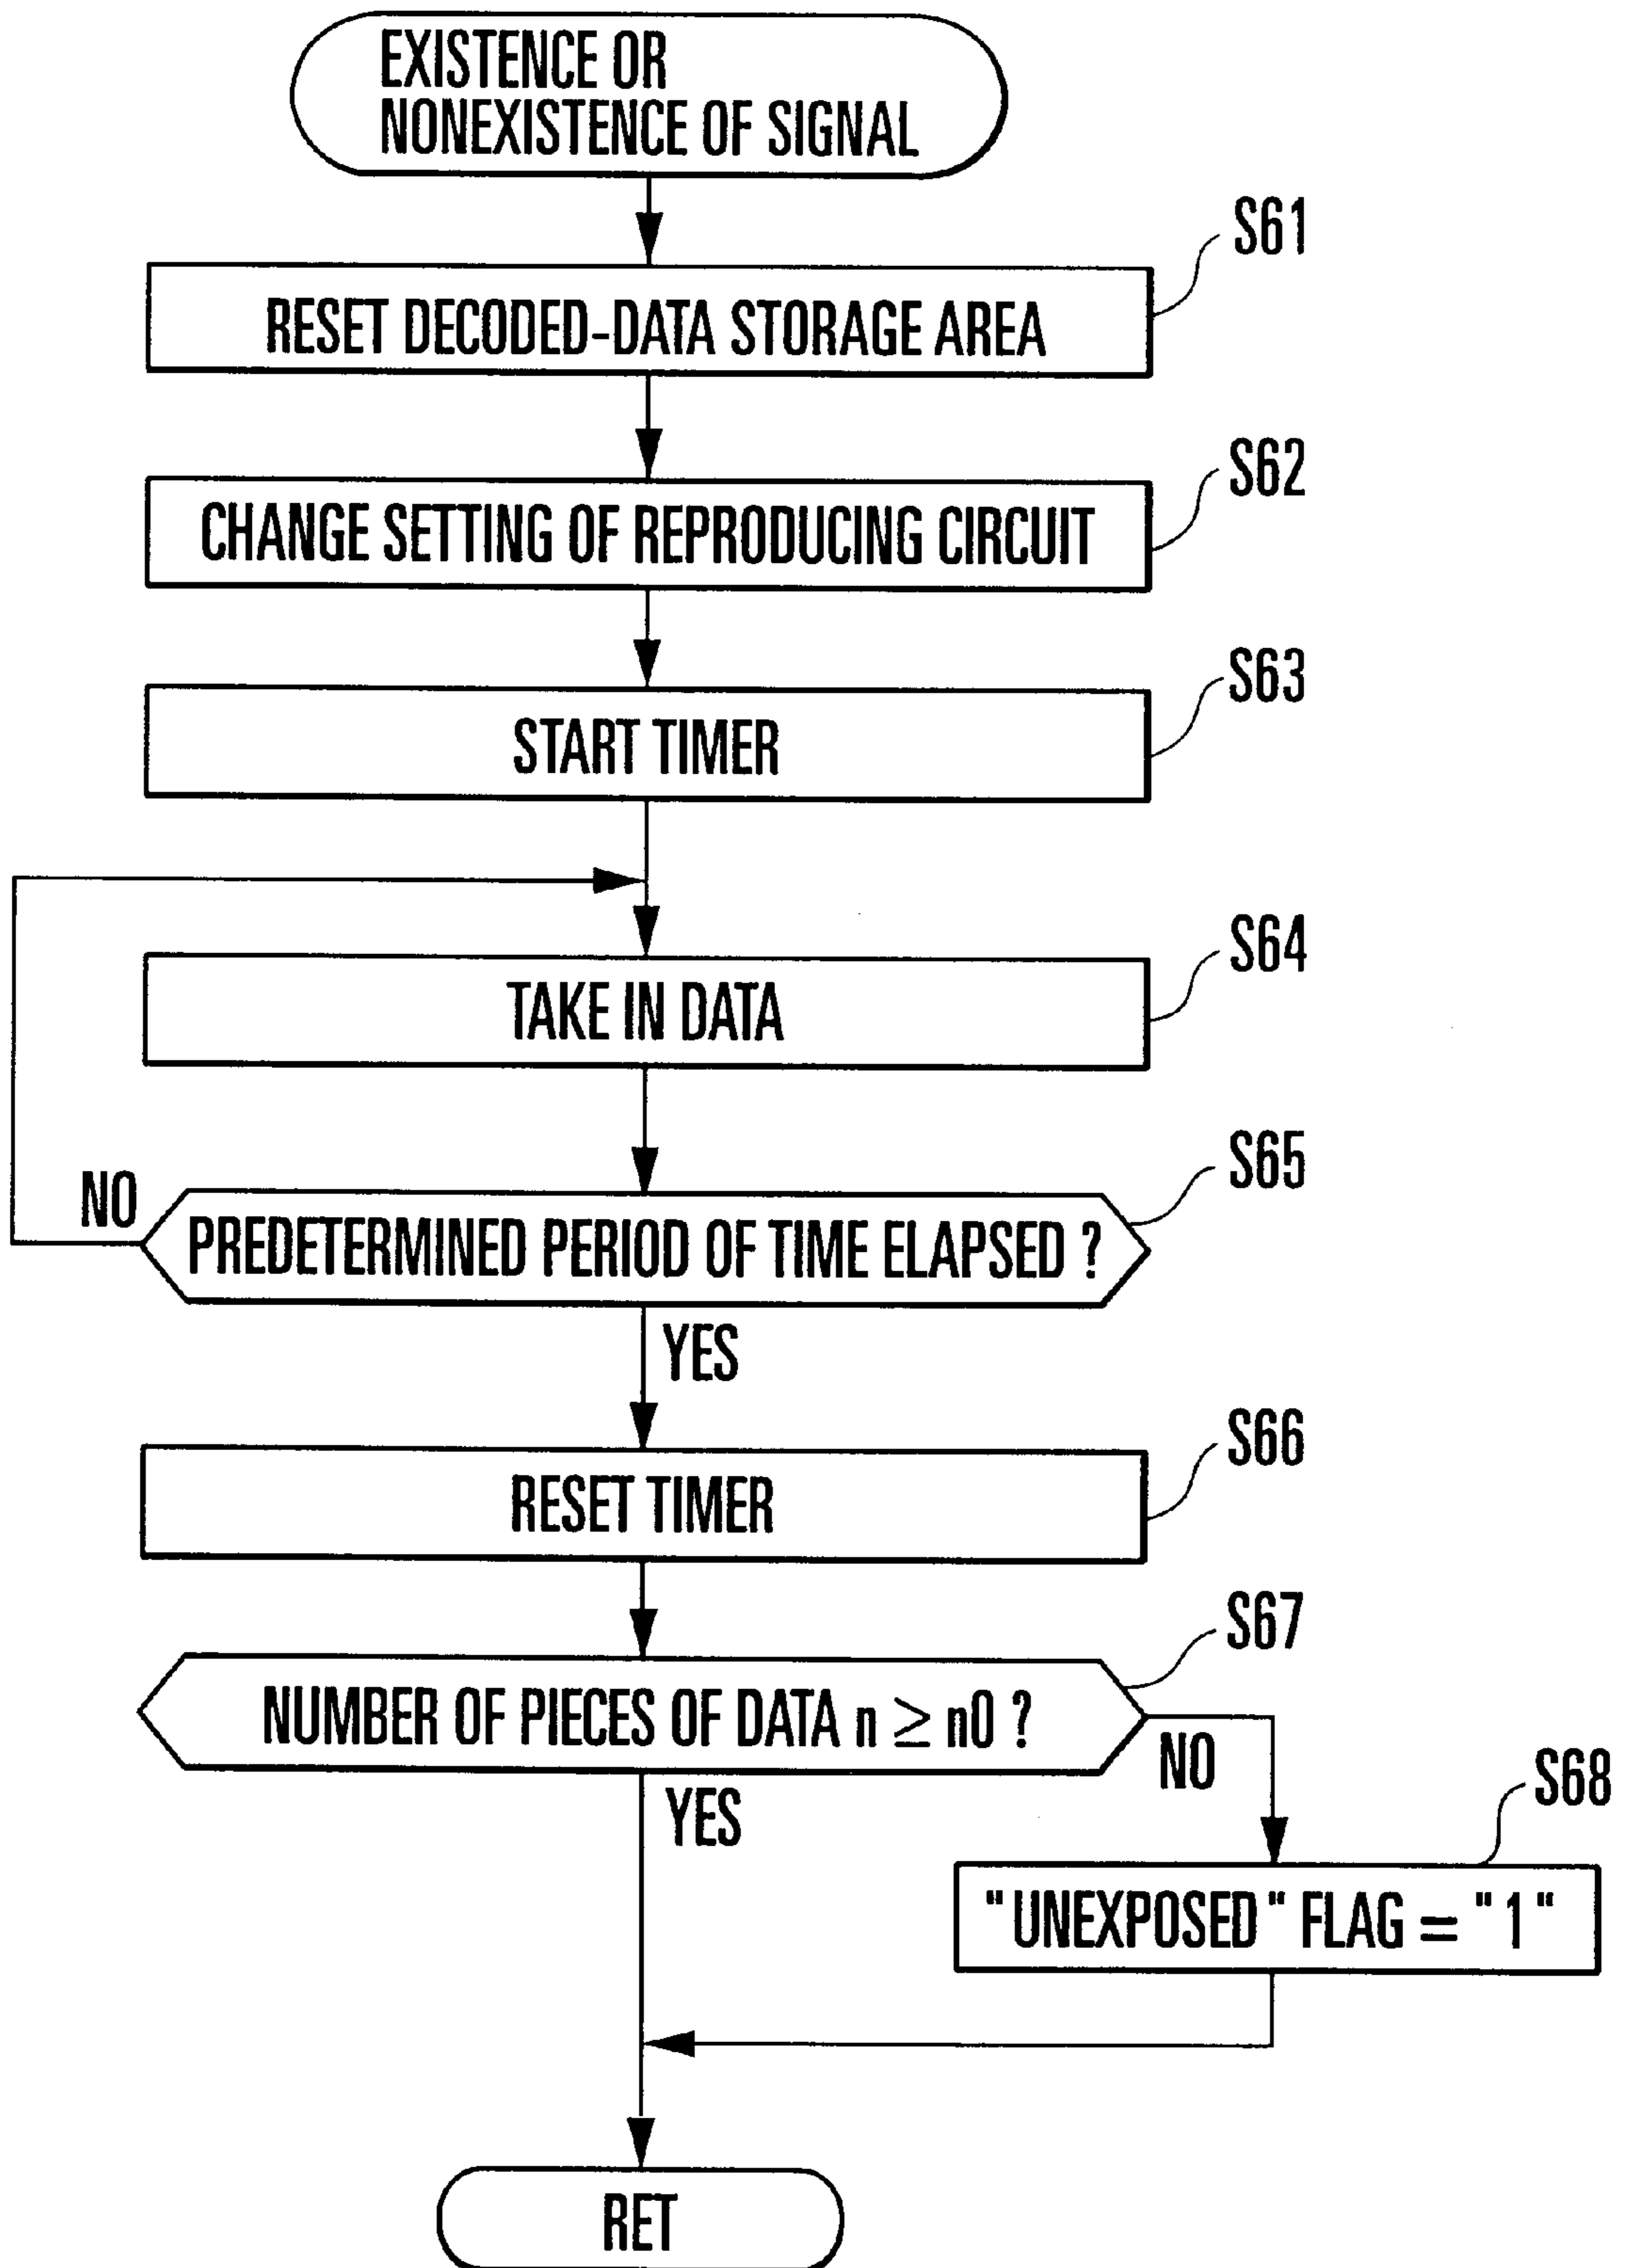 EXISTENCE OR
NONEXISTENCE OF SIGNAL
S61
RESET DECODED-DATA STORAGE AREA
S62
CHANGE SETTING OF REPRODUCING CIRCUIT
S63
START TIMER
S64
TAKE IN DATA
S65
NO
PREDETERMINED PERIOD OF TIME ELAPSED ?
YES
S66
RESET TIMER
S67
NUMBER OF PIECES OF DATA n ≥ n0 ?
NO
YES
S68
"UNEXPOSED" FLAG = "1"
RET